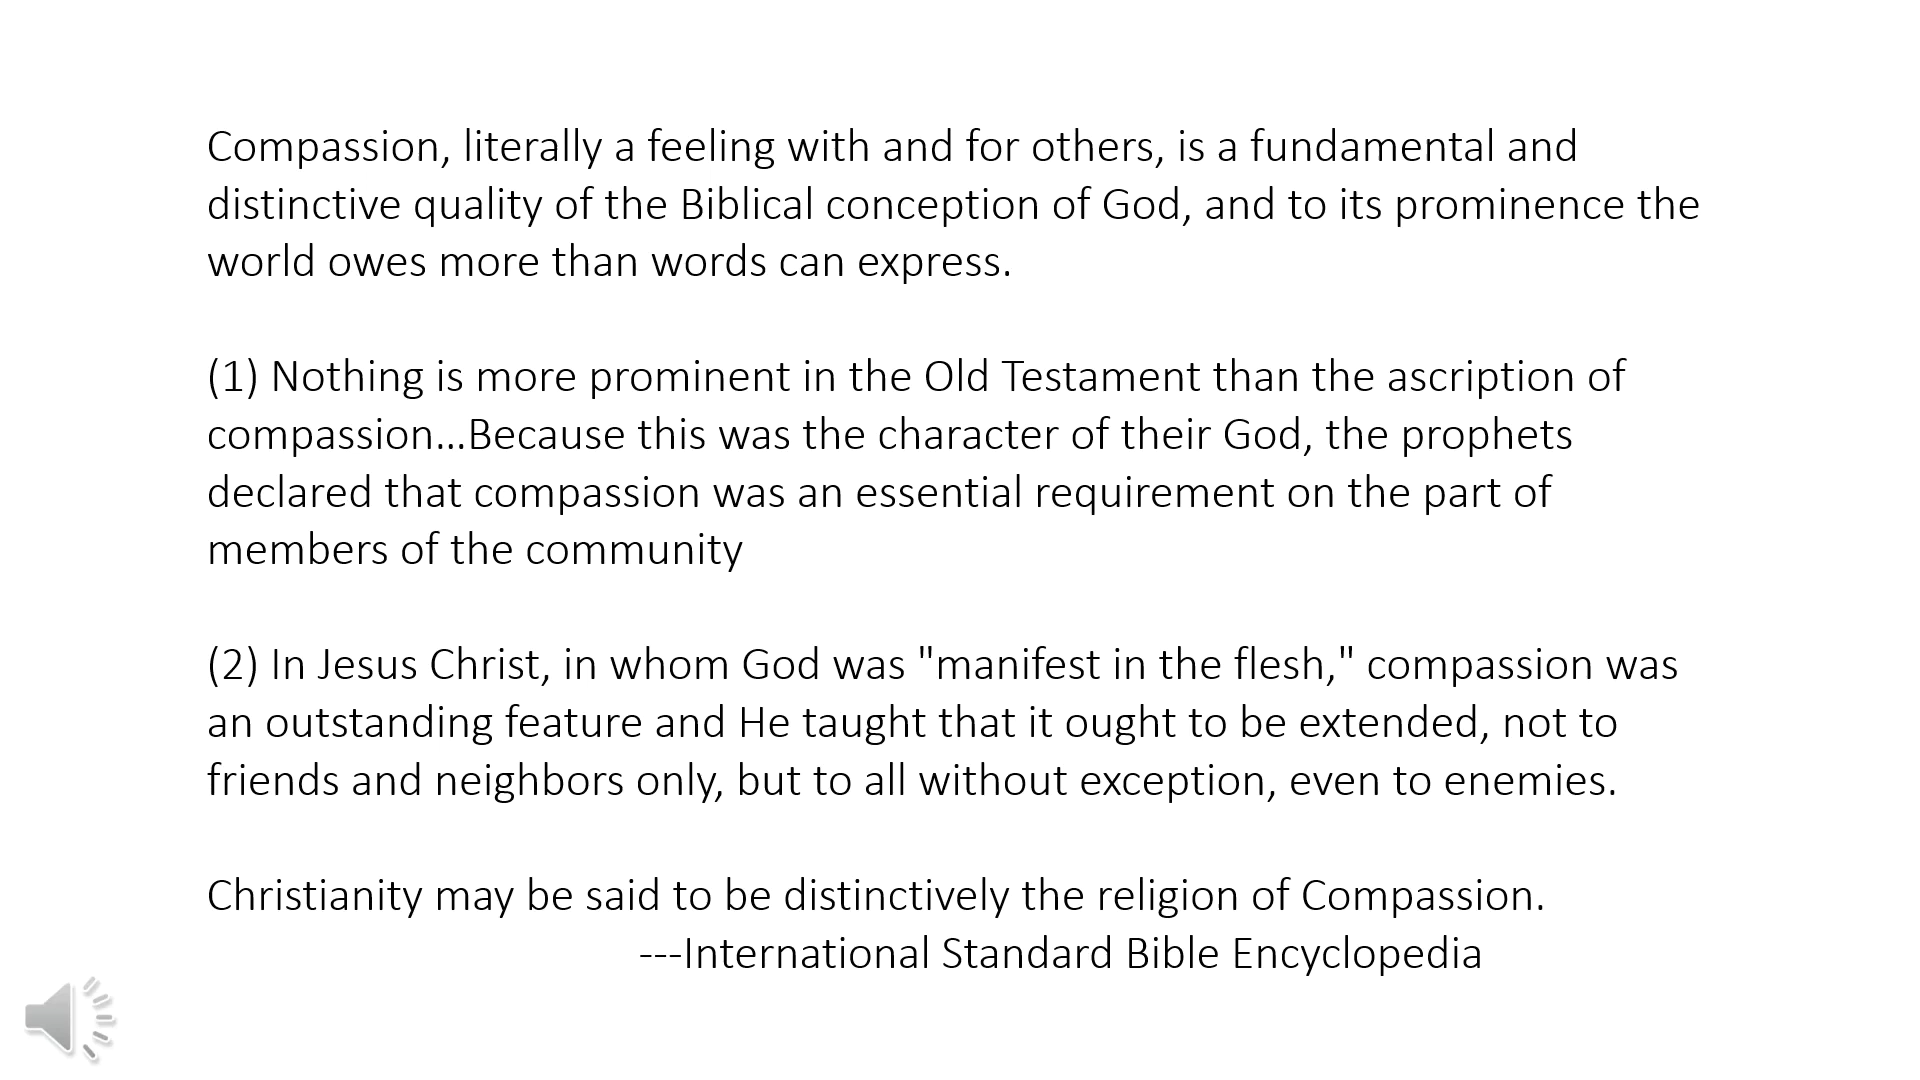 Compassion, literally a feeling with and for others, is a fundamental and
distinctive quality of the Biblical conception of God, and to its prominence the
world owes more than words can express.
(1) Nothing is more prominent in the Old Testament than the ascription of
compassion…Because this was the character of their God, the prophets
declared that compassion was an essential requirement on the part of
members of the community
(2) In Jesus Christ, in whom God was "manifest in the flesh," compassion was
an outstanding feature and He taught that it ought to be extended, not to
friends and neighbors only, but to all without exception, even to enemies.
Christianity may be said to be distinctively the religion of Compassion.
---International Standard Bible Encyclopedia